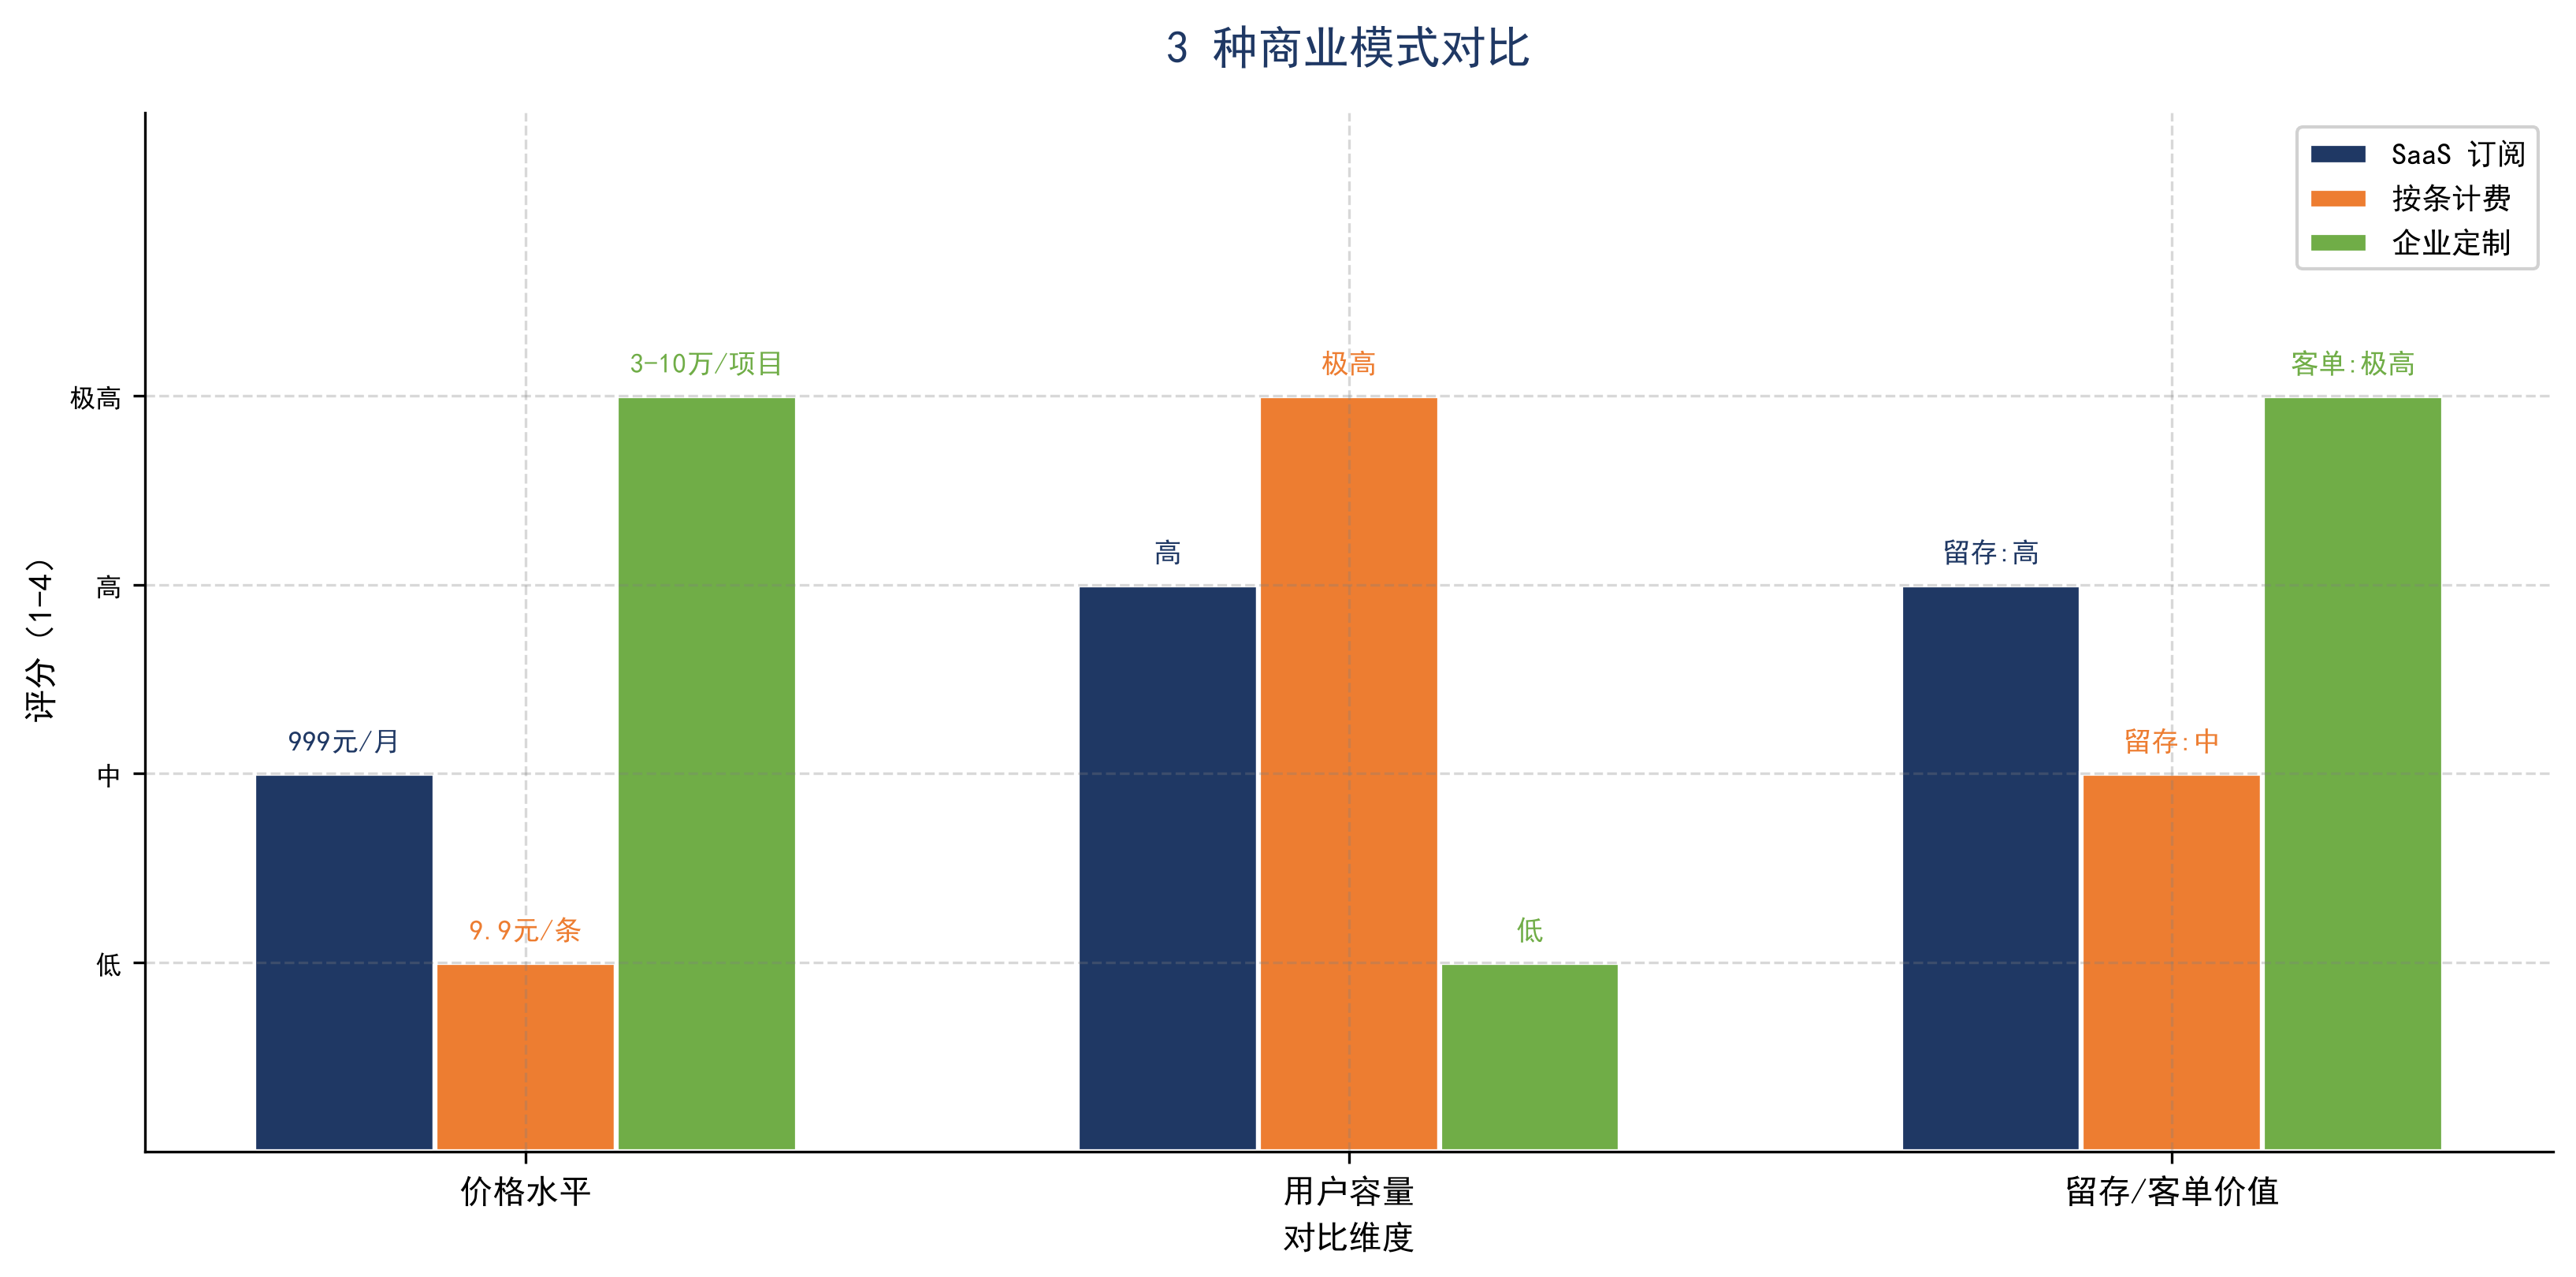 3 种商业模式对比
SaaS 订阅
按条计费
企业定制
3-10万/项目
极高
客单:极高
极高
高
留存:高
高
999元/月
留存:中
中
9.9元/条
低
低
评分 (1-4)
价格水平
用户容量
留存/客单价值
对比维度